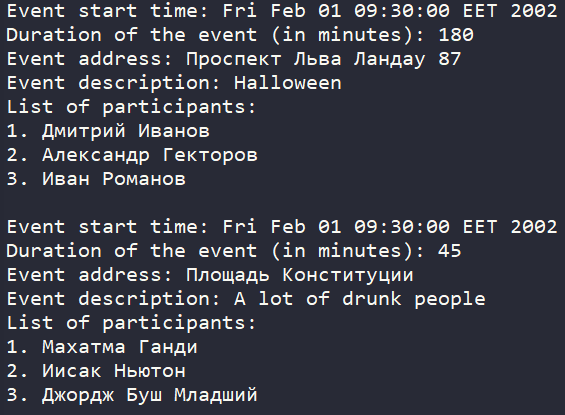 Event start time: Fri Feb 01 09:30:00 EET 2002
Duration of the event (in minutes): 180
Event address: Проспект Льва Ландау 87
Event description: Halloween
List of participants:
1. Дмитрий Иванов
2. Александр Гекторов
3. Иван Романов
Event start time: Fri Feb 01 09:30:00 EET 2002
Duration of the event (in minutes): 45
Event address: Площадь Конституции
Event description: A lot of drunk people
List of participants:
1. Махатма Ганди
2. Иисак Ньютон
3. Джордж Буш Младший